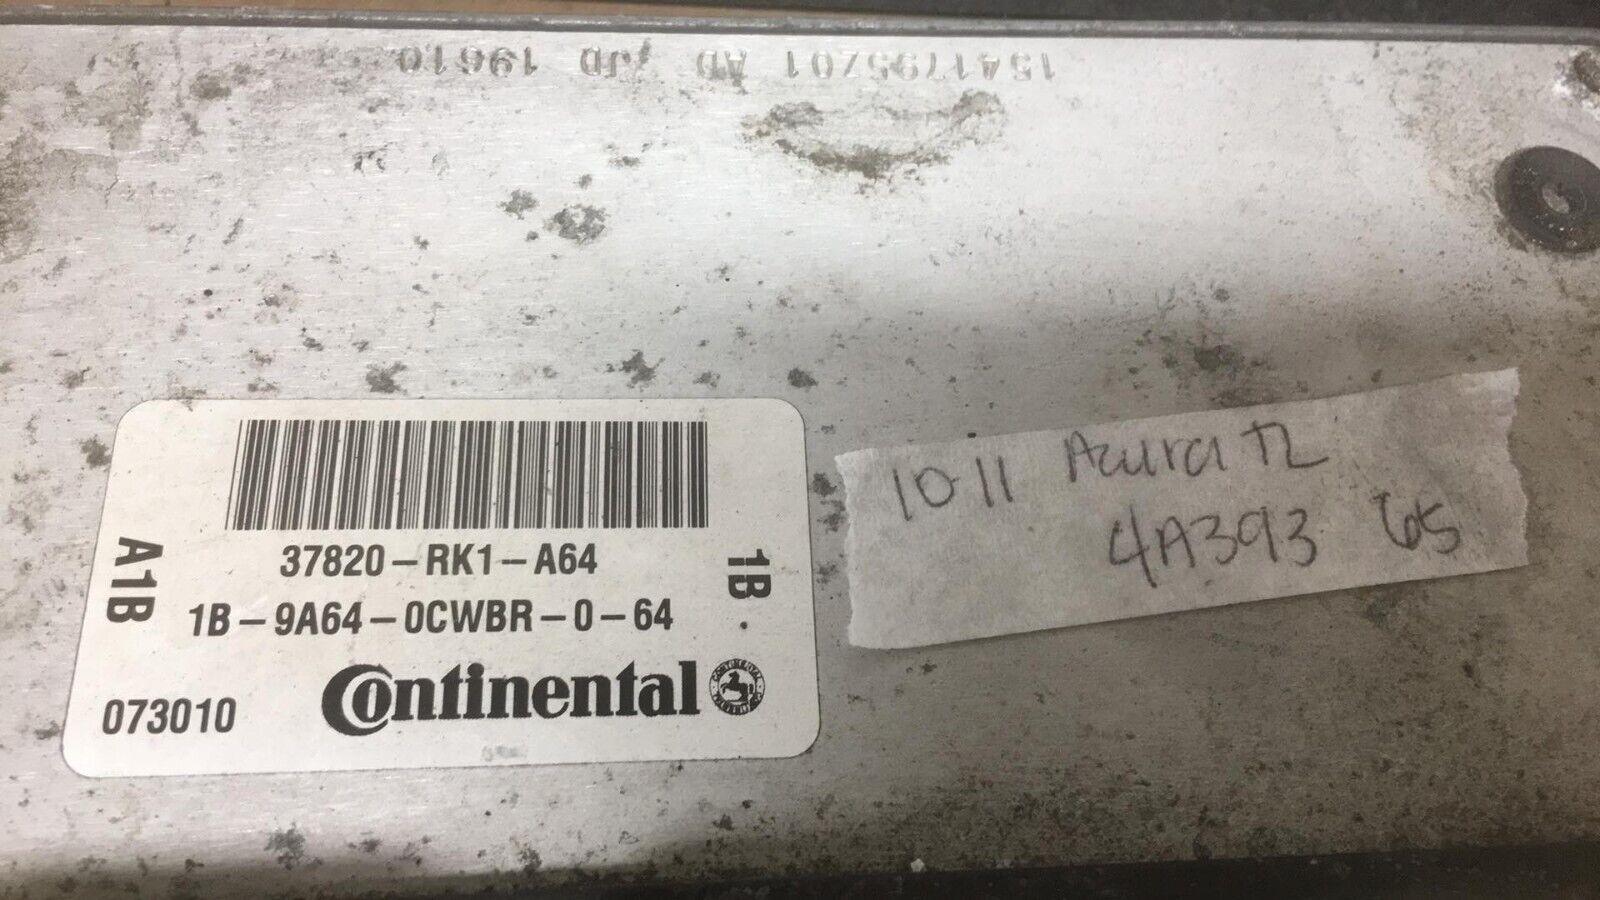 1541795Z01 AD JD 19610
37820-RK1-A64
1B-9A64-0CWBR-0-64
A1B
1B
073010
Continental
10-11 Acura TL
4A393 65